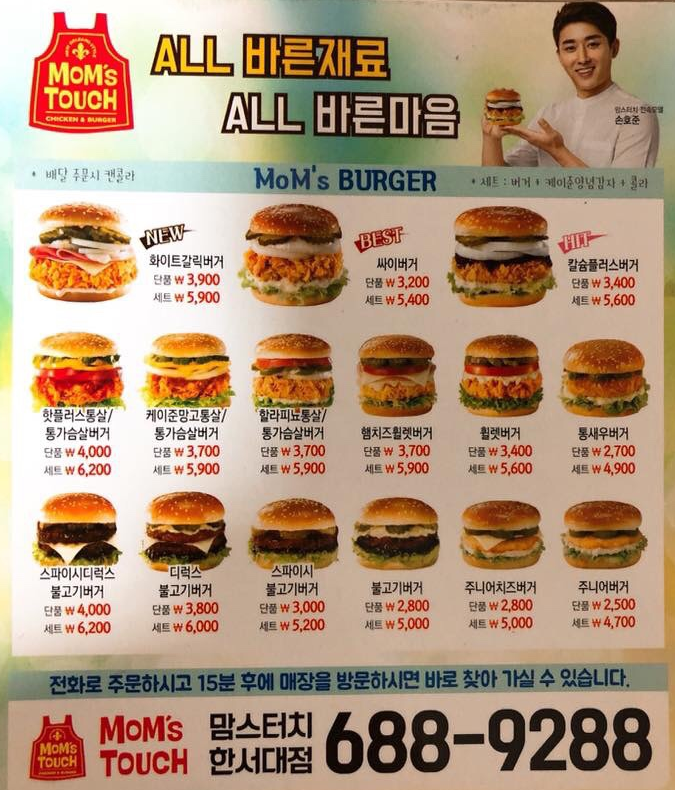 NEW ORLEANS STYLE
MOM'S
TOUCH
CHICKEN & BURGER
ALL 바른재료
ALL 바른마음
맘스터치 전속모델
손호준
* 배달 주문시 캔콜라
MoM's BURGER
* 세트 : 버거 + 케이준양념감자 + 콜라
NEW
화이트갈릭버거
단품 ₩ 3,900
세트 ₩ 5,900
BEST
싸이버거
단품 ₩ 3,200
세트 ₩ 5,400
HIT
칼슘플러스버거
단품 ₩ 3,400
세트 ₩ 5,600
핫플러스통살/
통가슴살버거
단품 ₩ 4,000
세트 ₩ 6,200
케이준망고통살/
통가슴살버거
단품 ₩ 3,700
세트 ₩ 5,900
할라피뇨통살/
통가슴살버거
단품 ₩ 3,700
세트 ₩ 5,900
햄치즈휠렛버거
단품 ₩ 3,700
세트 ₩ 5,900
휠렛버거
단품 ₩ 3,400
세트 ₩ 5,600
통새우버거
단품 ₩ 2,700
세트 ₩ 4,900
스파이시디럭스
불고기버거
단품 ₩ 4,000
세트 ₩ 6,200
디럭스
불고기버거
단품 ₩ 3,800
세트 ₩ 6,000
스파이시
불고기버거
단품 ₩ 3,000
세트 ₩ 5,200
불고기버거
단품 ₩ 2,800
세트 ₩ 5,000
주니어치즈버거
단품 ₩ 2,800
세트 ₩ 5,000
주니어버거
단품 ₩ 2,500
세트 ₩ 4,700
전화로 주문하시고 15분 후에 매장을 방문하시면 바로 찾아 가실 수 있습니다.
MOM'S
TOUCH
CHICKEN & BURGER
MOM'S
TOUCH
맘스터치
한서대점
688-9288